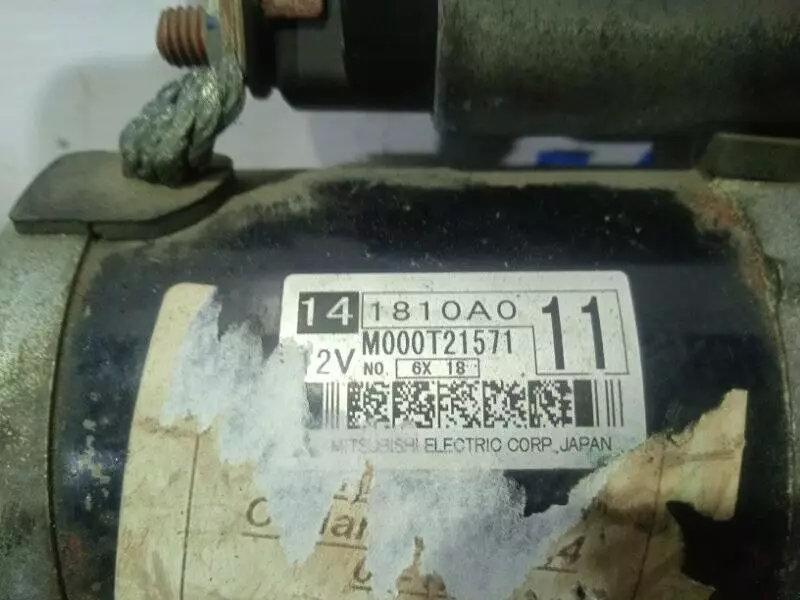 14 1810A0 11
12V M000T21571
NO. 6X 18
MITSUBISHI ELECTRIC CORP. JAPAN